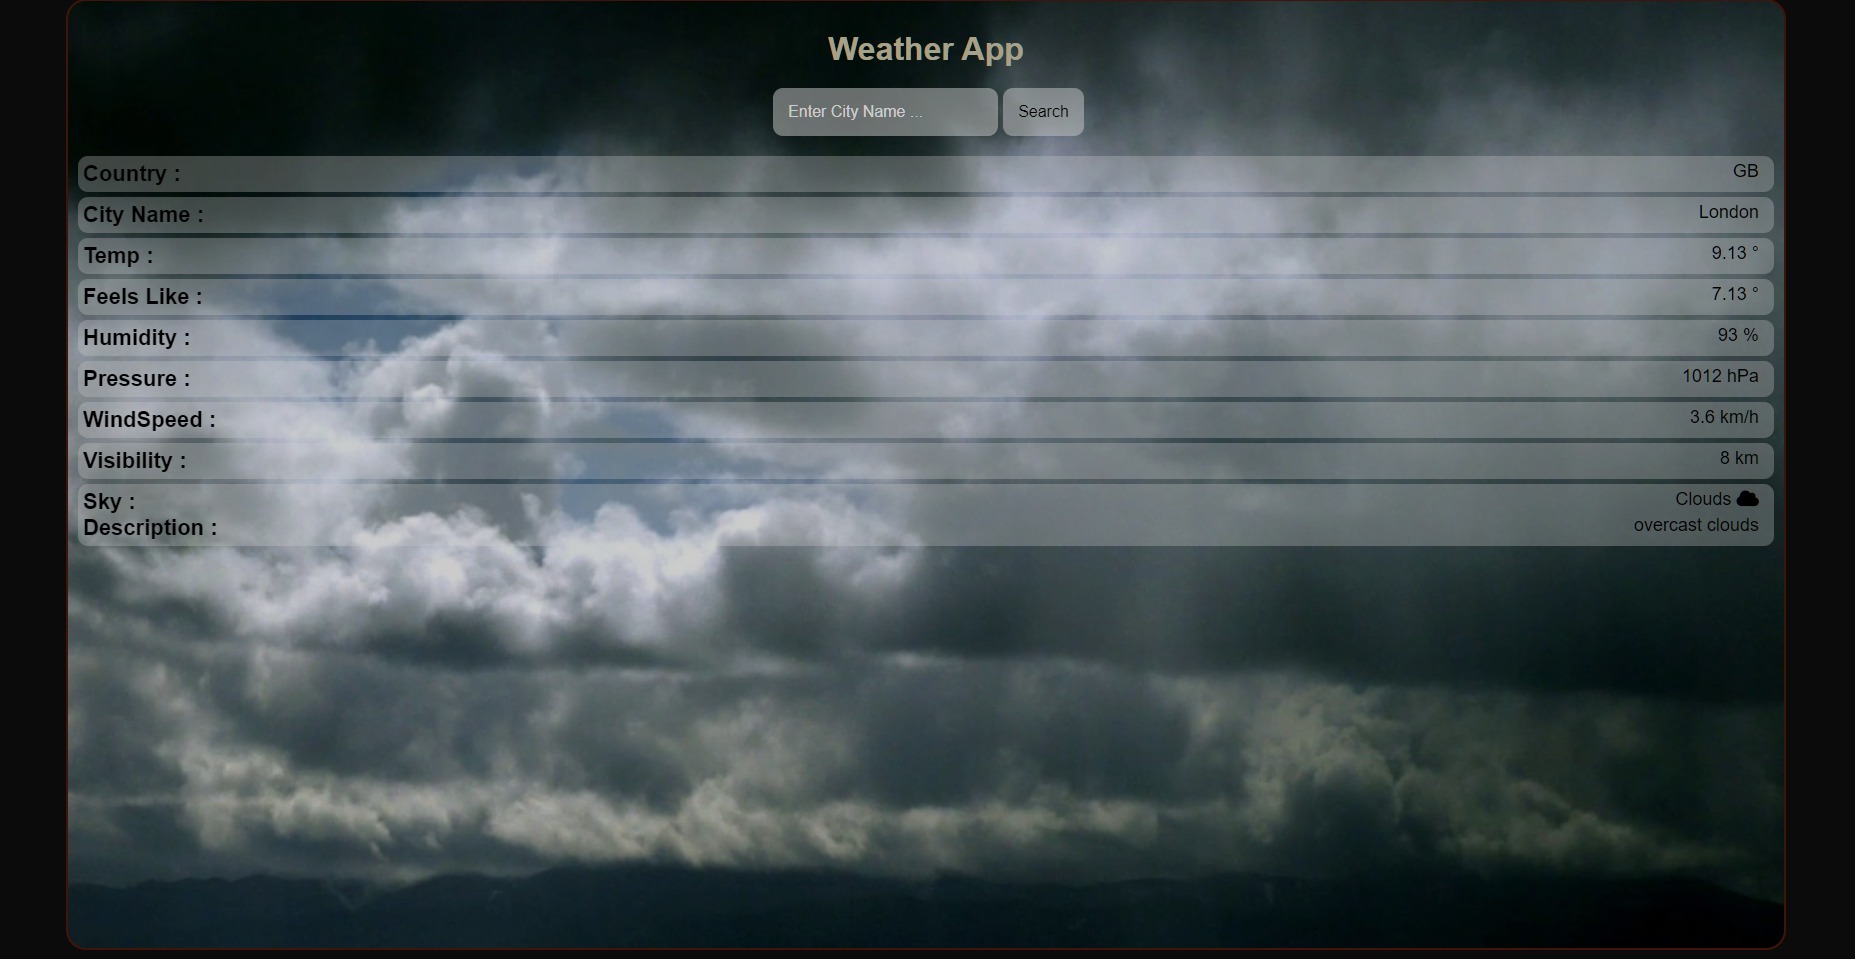 Weather App
Enter City Name ... Search
Country : GB
City Name : London
Temp : 9.13 °
Feels Like : 7.13 °
Humidity : 93 %
Pressure : 1012 hPa
WindSpeed : 3.6 km/h
Visibility : 8 km
Sky : Clouds
Description : overcast clouds